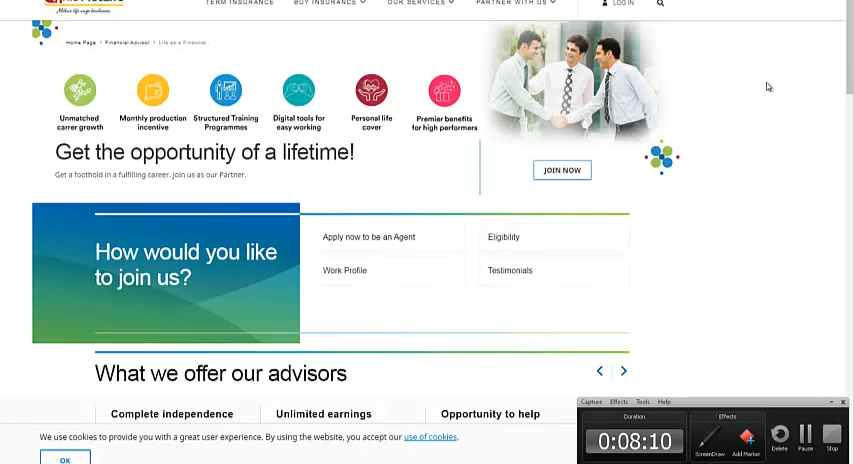 Milkar life aage badhaein
TERM INSURANCE BUY INSURANCE OUR SERVICES PARTNER WITH US LOG IN
Home Page > Financial-Advisor > Life as a Financial...
Unmatched carrer growth
Monthly production incentive
Structured Training Programmes
Digital tools for easy working
Personal life cover
Premier benefits for high performers
Get the opportunity of a lifetime!
Get a foothold in a fulfilling career. Join us as our Partner.
JOIN NOW
How would you like
to join us?
Apply now to be an Agent
Eligibility
Work Profile
Testimonials
What we offer our advisors
Complete independence
Unlimited earnings
Opportunity to help
We use cookies to provide you with a great user experience. By using the website, you accept our use of cookies.
OK
Capture Effects Tools Help
Duration
0:08:10
Effects
ScreenDraw Add Marker
Delete Pause Stop